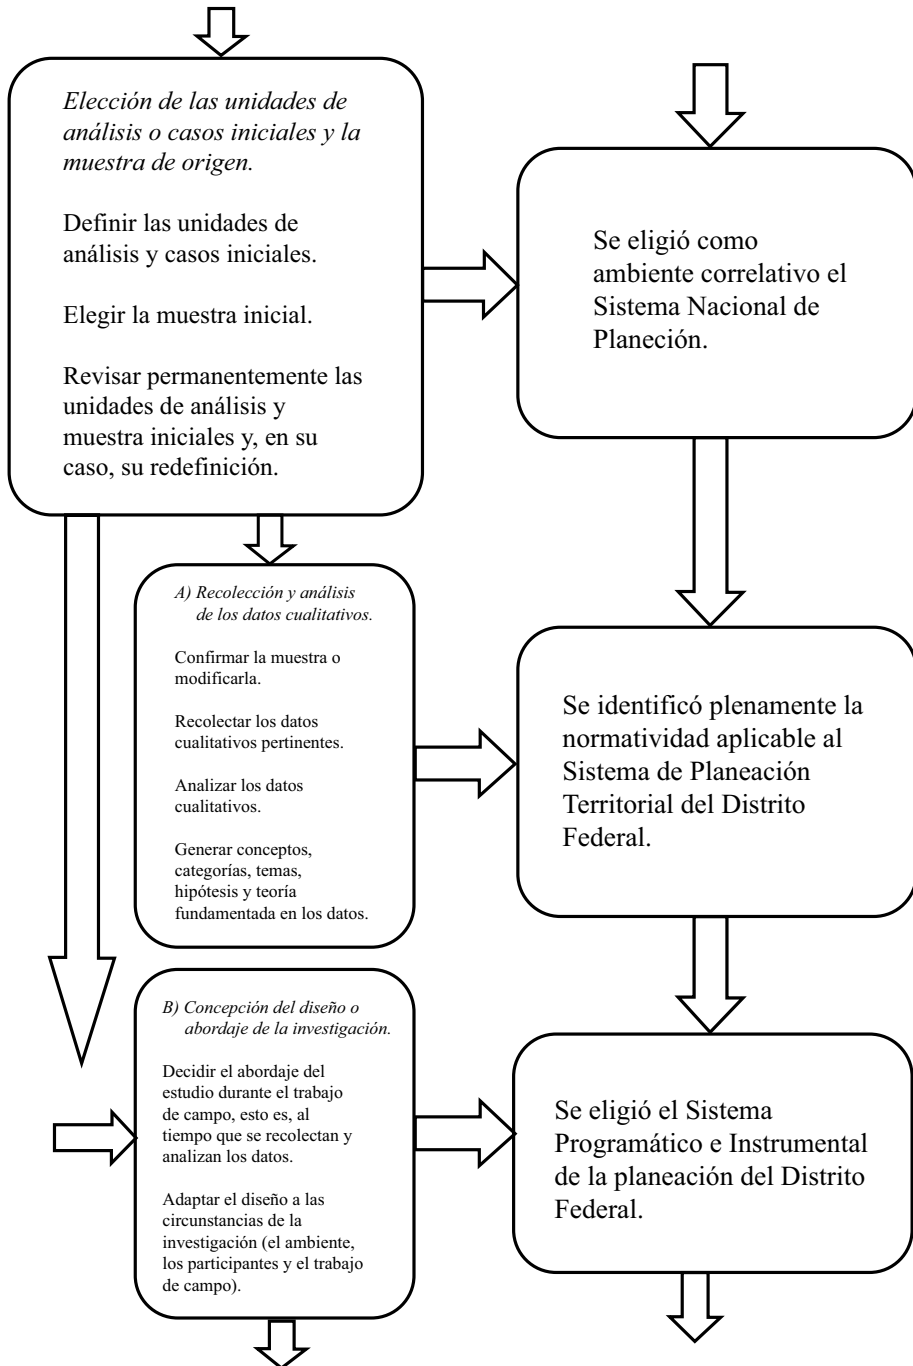 Elección de las unidades de
análisis o casos iniciales y la
muestra de origen.
Definir las unidades de
análisis y casos iniciales.
Elegir la muestra inicial.
Revisar permanentemente las
unidades de análisis y
muestra iniciales y, en su
caso, su redefinición.
Se eligió como
ambiente correlativo el
Sistema Nacional de
Planeción.
A) Recolección y análisis
de los datos cualitativos.
Confirmar la muestra o
modificarla.
Recolectar los datos
cualitativos pertinentes.
Analizar los datos
cualitativos.
Generar conceptos,
categorías, temas,
hipótesis y teoría
fundamentada en los datos.
Se identificó plenamente la
normatividad aplicable al
Sistema de Planeación
Territorial del Distrito
Federal.
B) Concepción del diseño o
abordaje de la investigación.
Decidir el abordaje del
estudio durante el trabajo
de campo, esto es, al
tiempo que se recolectan y
analizan los datos.
Adaptar el diseño a las
circunstancias de la
investigación (el ambiente,
los participantes y el trabajo
de campo).
Se eligió el Sistema
Programático e Instrumental
de la planeación del Distrito
Federal.